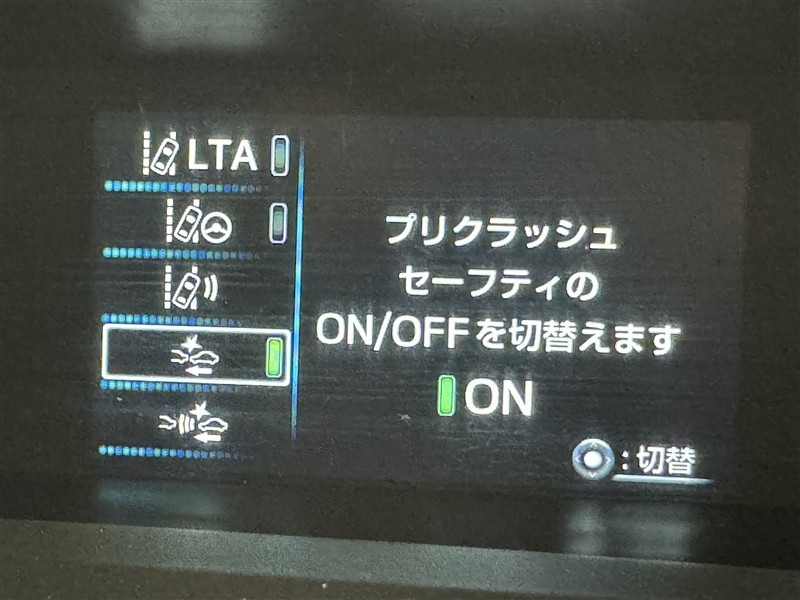 LTA
プリクラッシュ
セーフティの
ON/OFFを切替えます
ON
:切替